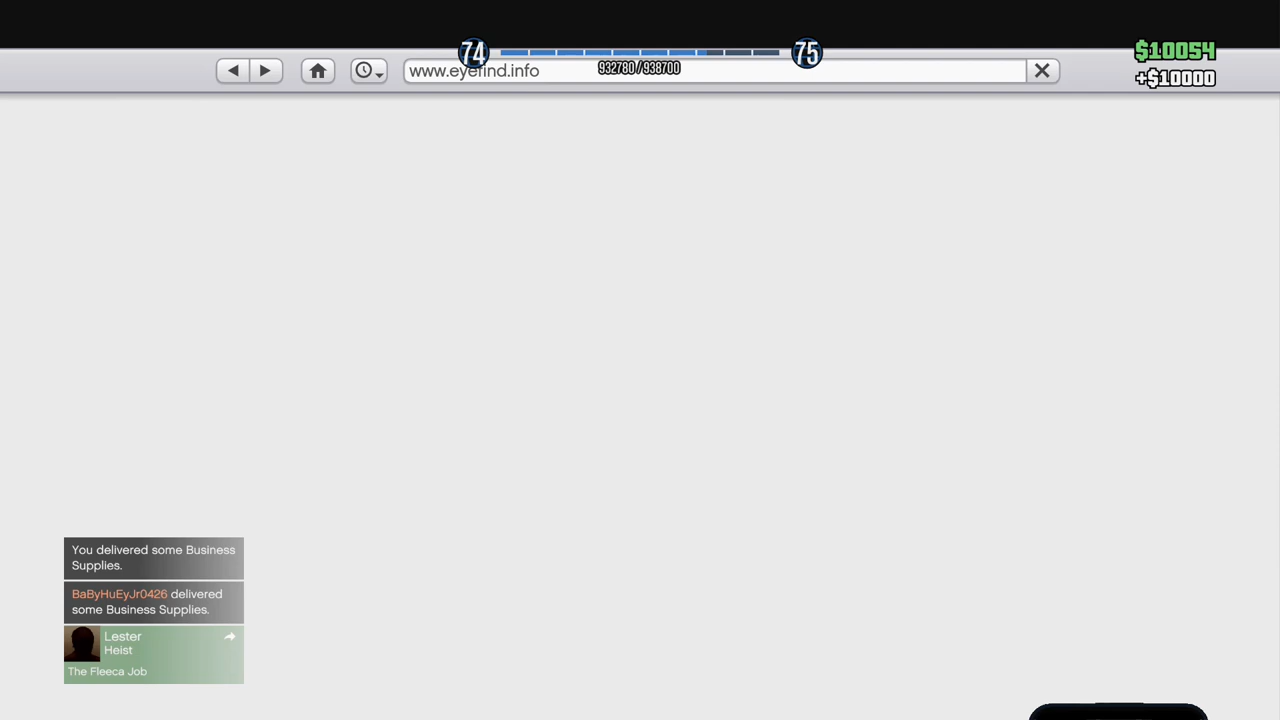 74
75
932780/938700
$10054
+$10000
www.eyefind.info
You delivered some Business
Supplies.
BaByHuEyJr0426 delivered
some Business Supplies.
Lester
Heist
The Fleeca Job